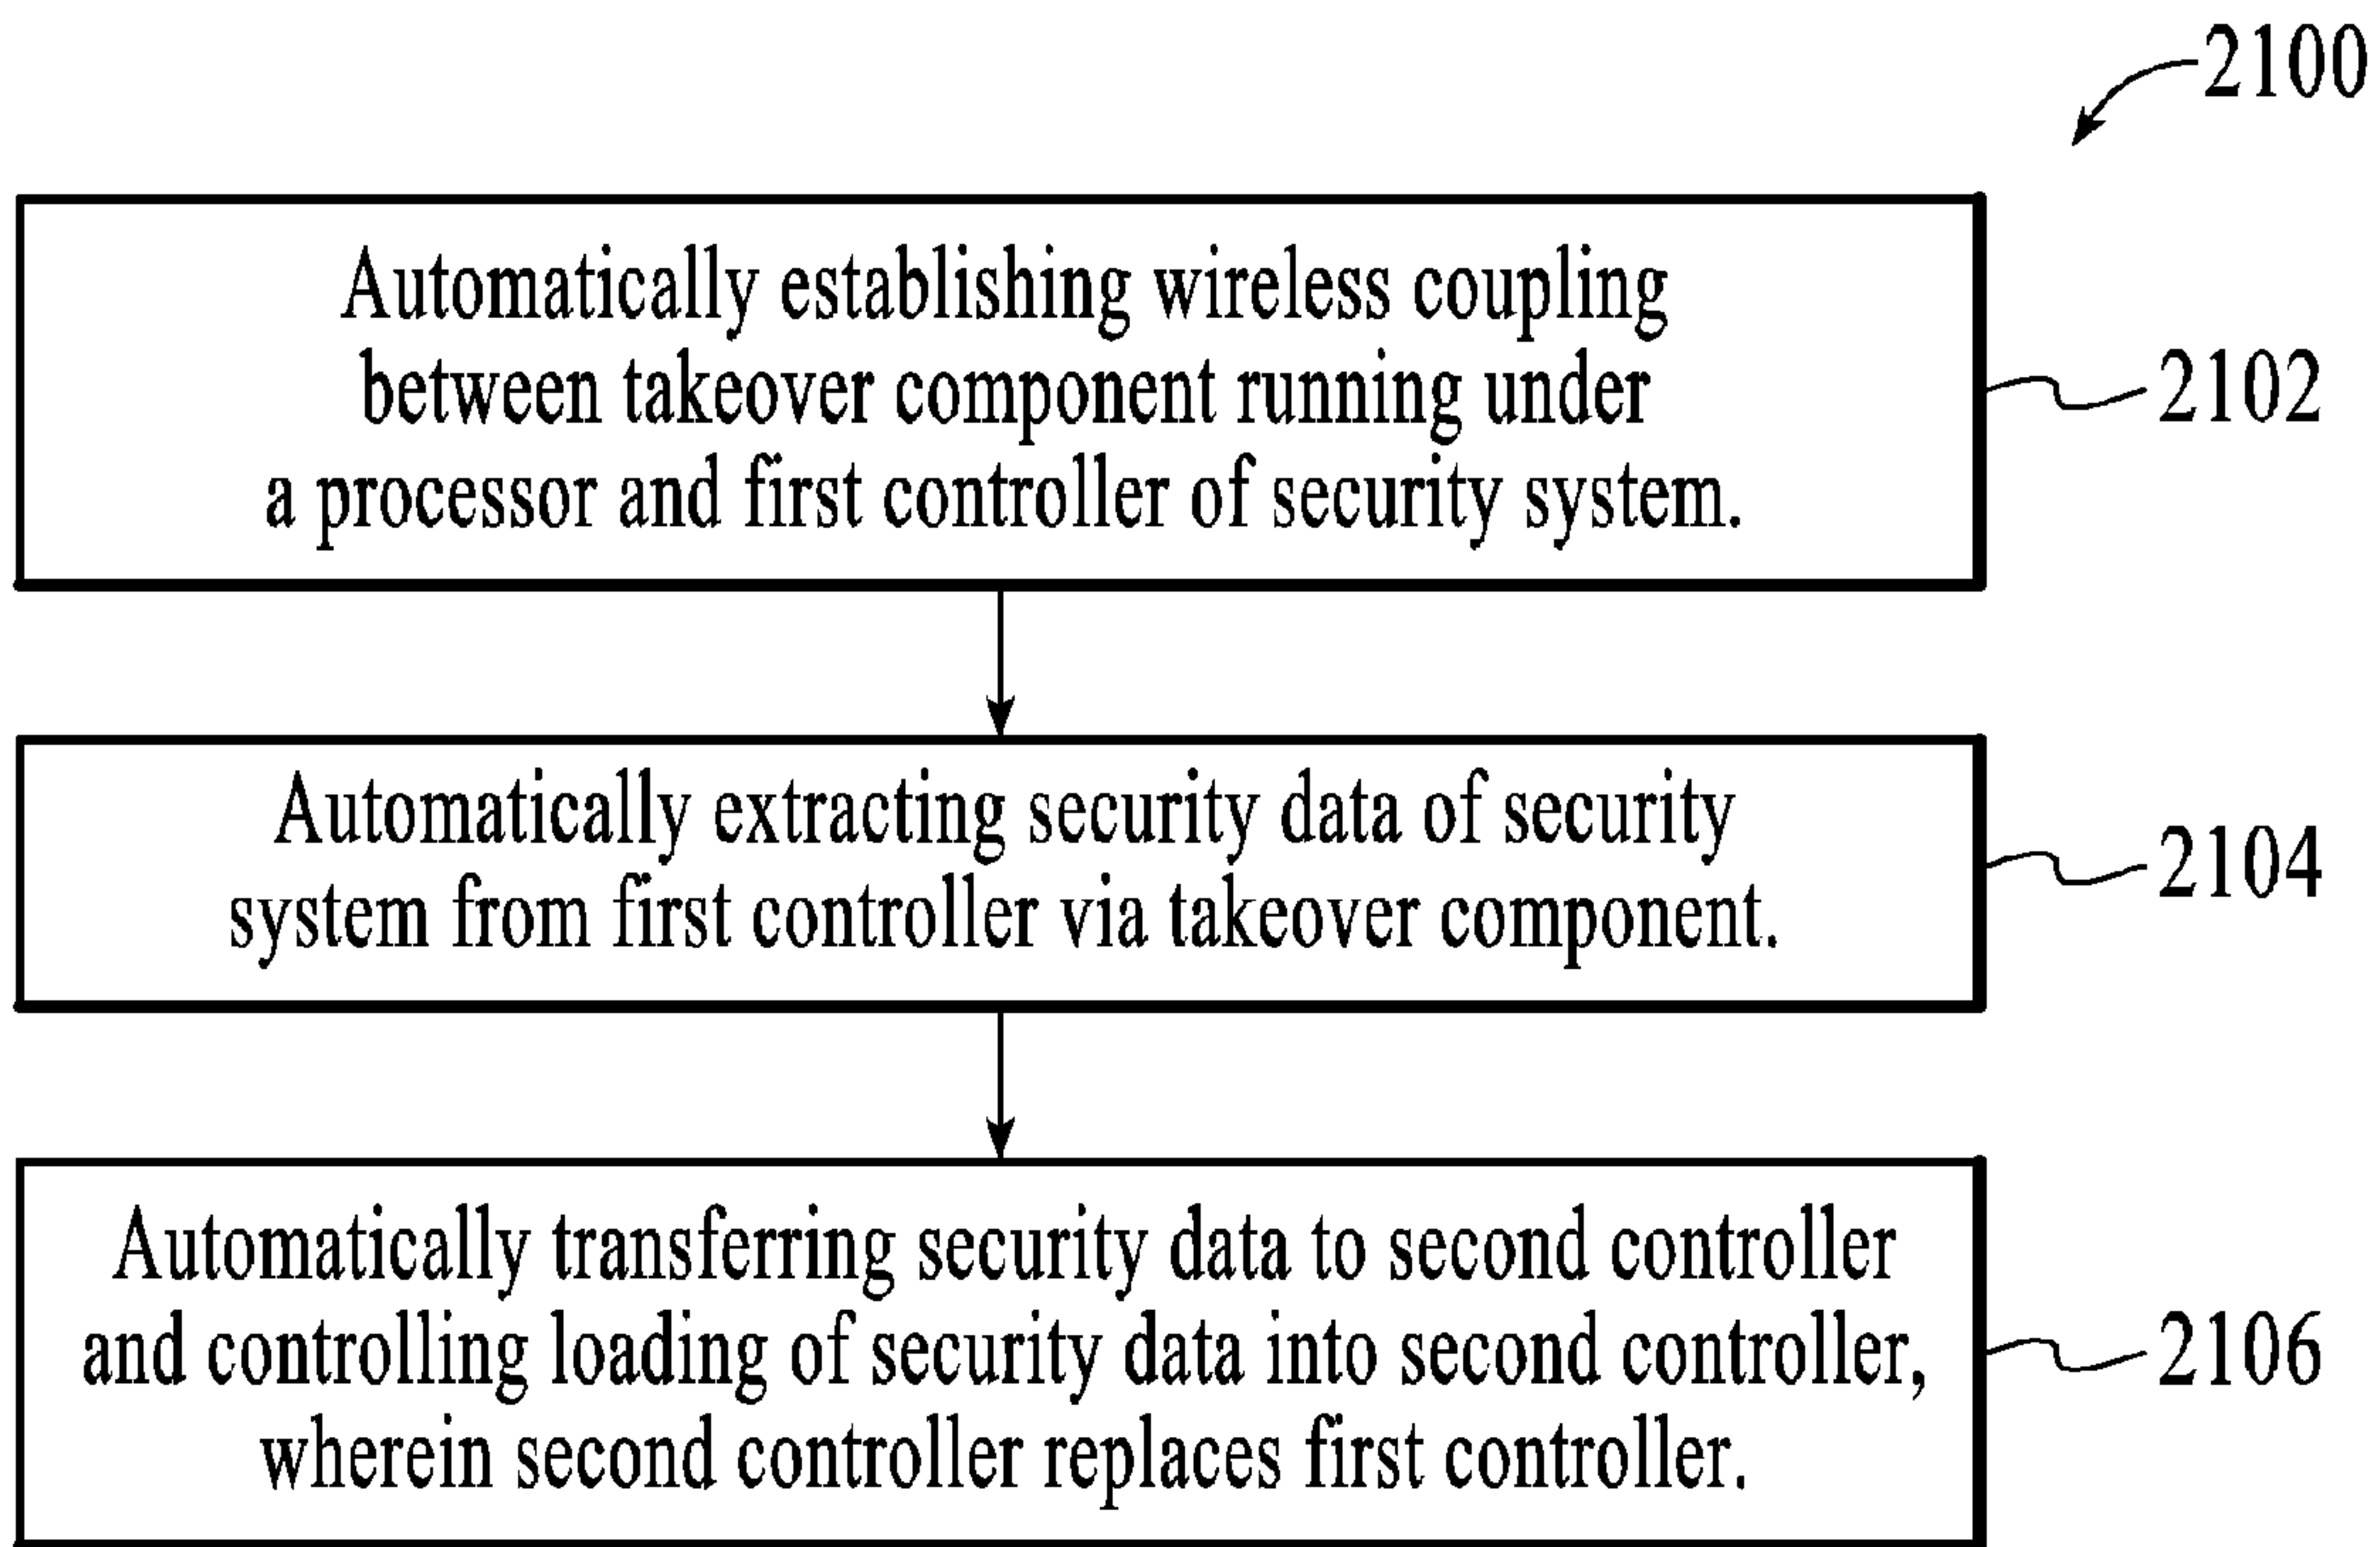 2100
Automatically establishing wireless coupling
between takeover component running under
a processor and first controller of security system.
2102
Automatically extracting security data of security
system from first controller via takeover component.
2104
Automatically transferring security data to second controller
and controlling loading of security data into second controller,
wherein second controller replaces first controller.
2106